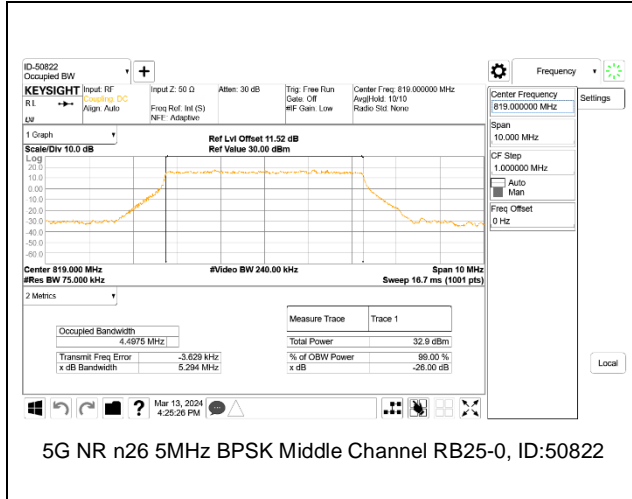 ID-50822
Occupied BW
Frequency
Settings
KEYSIGHT
R L
Input: RF
Coupling: DC
Align: Auto
Input Z: 50 Ω
Freq Ref: Int (S)
NFE: Adaptive
Atten: 30 dB
Trig: Free Run
Gate: Off
#IF Gain: Low
Center Freq: 819.000000 MHz
Avg|Hold: 10/10
Radio Std: None
Center Frequency
819.000000 MHz
Span
10.000 MHz
CF Step
1.000000 MHz
Auto
Man
Freq Offset
0 Hz
1 Graph
Scale/Div 10.0 dB
Ref Lvl Offset 11.52 dB
Ref Value 30.00 dBm
Log
20.0
10.0
0.00
-10.0
-20.0
-30.0
-40.0
-50.0
-60.0
Center 819.000 MHz
#Res BW 75.000 kHz
#Video BW 240.00 kHz
Span 10 MHz
Sweep 16.7 ms (1001 pts)
2 Metrics
Occupied Bandwidth
4.4975 MHz
Transmit Freq Error -3.629 kHz
x dB Bandwidth 5.294 MHz
Measure Trace Trace 1
Total Power 32.9 dBm
% of OBW Power 99.00 %
x dB -26.00 dB
Local
Mar 13, 2024
4:25:26 PM
5G NR n26 5MHz BPSK Middle Channel RB25-0, ID:50822